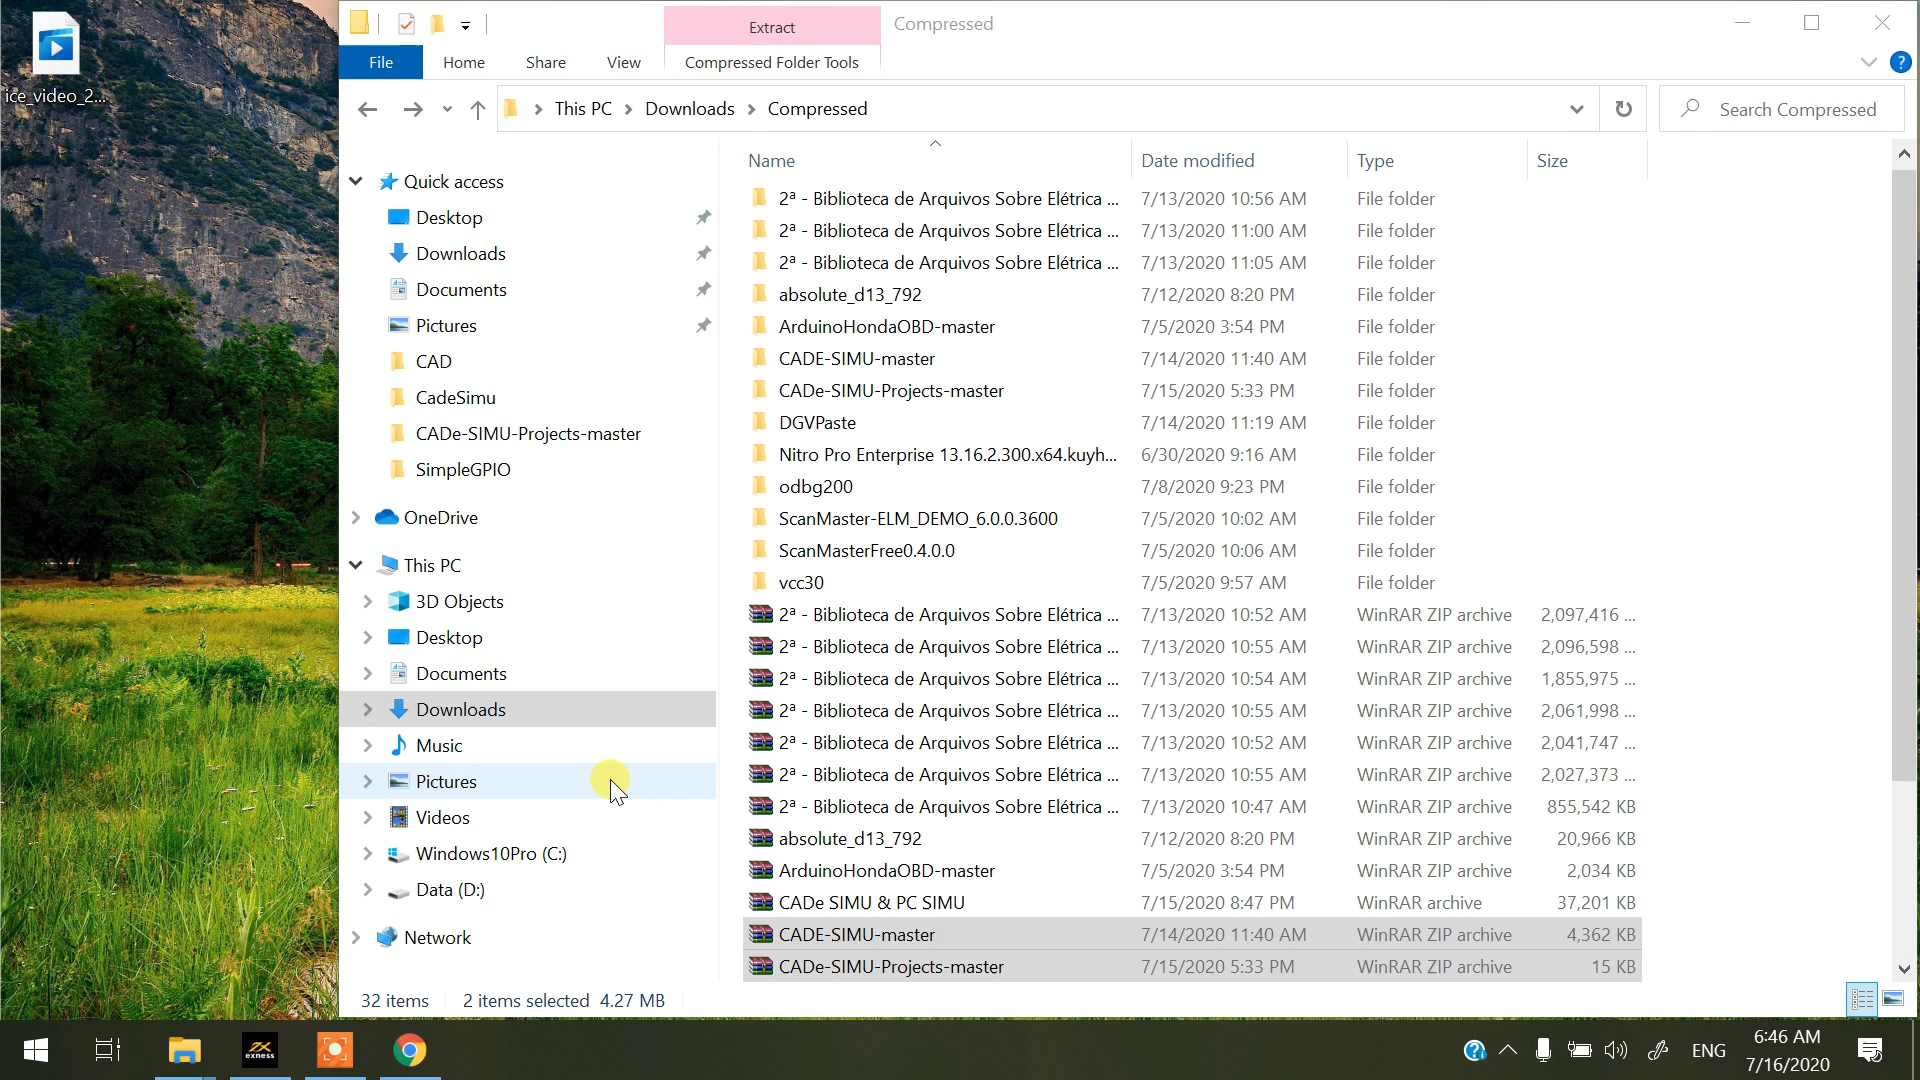 ice_video_2...
Extract
Compressed
File
Home
Share
View
Compressed Folder Tools
?
This PC
Downloads
Compressed
Search Compressed
Quick access
Desktop
Downloads
Documents
Pictures
CAD
CadeSimu
CADe-SIMU-Projects-master
SimpleGPIO
OneDrive
This PC
3D Objects
Desktop
Documents
Downloads
Music
Pictures
Videos
Windows10Pro (C:)
Data (D:)
Network
Name Date modified Type Size
2ª - Biblioteca de Arquivos Sobre Elétrica ... 7/13/2020 10:56 AM File folder
2ª - Biblioteca de Arquivos Sobre Elétrica ... 7/13/2020 11:00 AM File folder
2ª - Biblioteca de Arquivos Sobre Elétrica ... 7/13/2020 11:05 AM File folder
absolute_d13_792 7/12/2020 8:20 PM File folder
ArduinoHondaOBD-master 7/5/2020 3:54 PM File folder
CADE-SIMU-master 7/14/2020 11:40 AM File folder
CADe-SIMU-Projects-master 7/15/2020 5:33 PM File folder
DGVPaste 7/14/2020 11:19 AM File folder
Nitro Pro Enterprise 13.16.2.300.x64.kuyh... 6/30/2020 9:16 AM File folder
odbg200 7/8/2020 9:23 PM File folder
ScanMaster-ELM_DEMO_6.0.0.3600 7/5/2020 10:02 AM File folder
ScanMasterFree0.4.0.0 7/5/2020 10:06 AM File folder
vcc30 7/5/2020 9:57 AM File folder
2ª - Biblioteca de Arquivos Sobre Elétrica ... 7/13/2020 10:52 AM WinRAR ZIP archive 2,097,416 ...
2ª - Biblioteca de Arquivos Sobre Elétrica ... 7/13/2020 10:55 AM WinRAR ZIP archive 2,096,598 ...
2ª - Biblioteca de Arquivos Sobre Elétrica ... 7/13/2020 10:54 AM WinRAR ZIP archive 1,855,975 ...
2ª - Biblioteca de Arquivos Sobre Elétrica ... 7/13/2020 10:55 AM WinRAR ZIP archive 2,061,998 ...
2ª - Biblioteca de Arquivos Sobre Elétrica ... 7/13/2020 10:52 AM WinRAR ZIP archive 2,041,747 ...
2ª - Biblioteca de Arquivos Sobre Elétrica ... 7/13/2020 10:55 AM WinRAR ZIP archive 2,027,373 ...
2ª - Biblioteca de Arquivos Sobre Elétrica ... 7/13/2020 10:47 AM WinRAR ZIP archive 855,542 KB
absolute_d13_792 7/12/2020 8:20 PM WinRAR ZIP archive 20,966 KB
ArduinoHondaOBD-master 7/5/2020 3:54 PM WinRAR ZIP archive 2,034 KB
CADe SIMU & PC SIMU 7/15/2020 8:47 PM WinRAR archive 37,201 KB
CADE-SIMU-master 7/14/2020 11:40 AM WinRAR ZIP archive 4,362 KB
CADe-SIMU-Projects-master 7/15/2020 5:33 PM WinRAR ZIP archive 15 KB
32 items 2 items selected 4.27 MB
exness
?
ENG
6:46 AM
7/16/2020